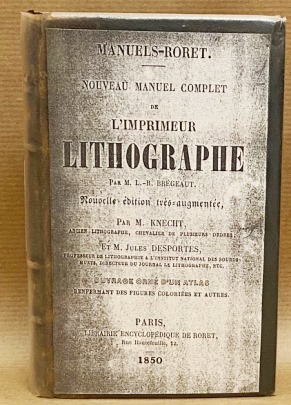 MANUELS-RORET.
NOUVEAU MANUEL COMPLET
DE
L'IMPRIMEUR
LITHOGRAPHE
PAR M. L.-R. BRÉGEAUT.
Nouvelle édition très-augmentée,
PAR M. KNECHT,
ANCIEN LITHOGRAPHE, CHEVALIER DE PLUSIEURS ORDRES,
ET M. JULES DESPORTES,
PROFESSEUR DE LITHOGRAPHIE A L'INSTITUT NATIONAL DES SOURDS-
MUETS, DIRECTEUR DU JOURNAL LE LITHOGRAPHE, ETC.
OUVRAGE ORNÉ D'UN ATLAS
RENFERMANT DES FIGURES COLORIÉES ET AUTRES.
PARIS,
LIBRAIRIE ENCYCLOPÉDIQUE DE RORET,
RUE HAUTEFEUILLE, 12.
1850